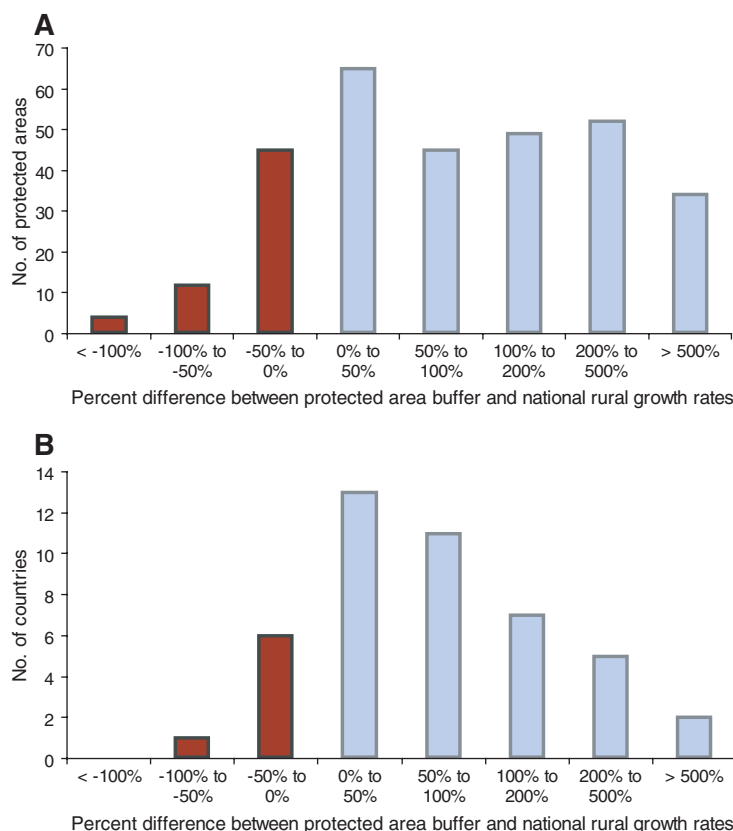 A
70
60
50
40
30
20
10
0
No. of protected areas
< -100% -100% to -50% to 0% to 50% to 100% to 200% to > 500%
-50% 0% 50% 100% 200% 500%
Percent difference between protected area buffer and national rural growth rates
B
14
12
10
8
6
4
2
0
No. of countries
< -100% -100% to -50% to 0% to 50% to 100% to 200% to > 500%
-50% 0% 50% 100% 200% 500%
Percent difference between protected area buffer and national rural growth rates